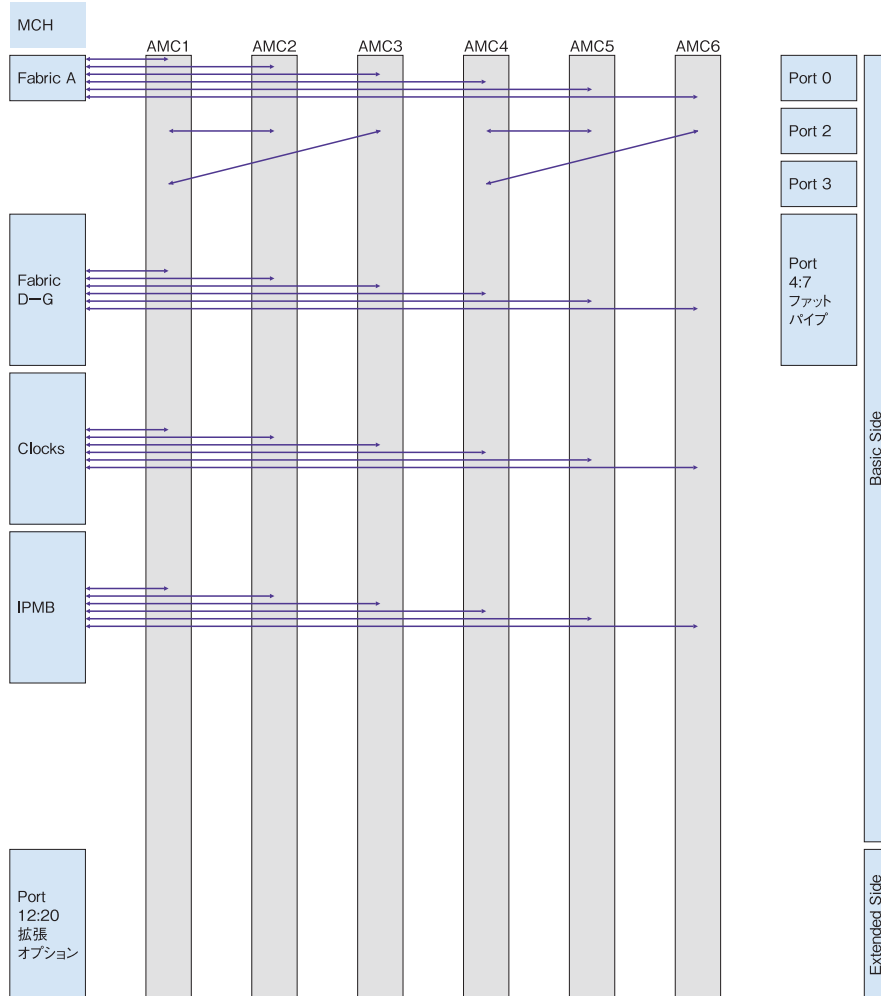 MCH
AMC1
AMC2
AMC3
AMC4
AMC5
AMC6
Fabric A
Port 0
Port 2
Port 3
Fabric
D－G
Port
4:7
ファット
パイプ
Clocks
Basic Side
IPMB
Port
12:20
拡張
オプション
Extended Side